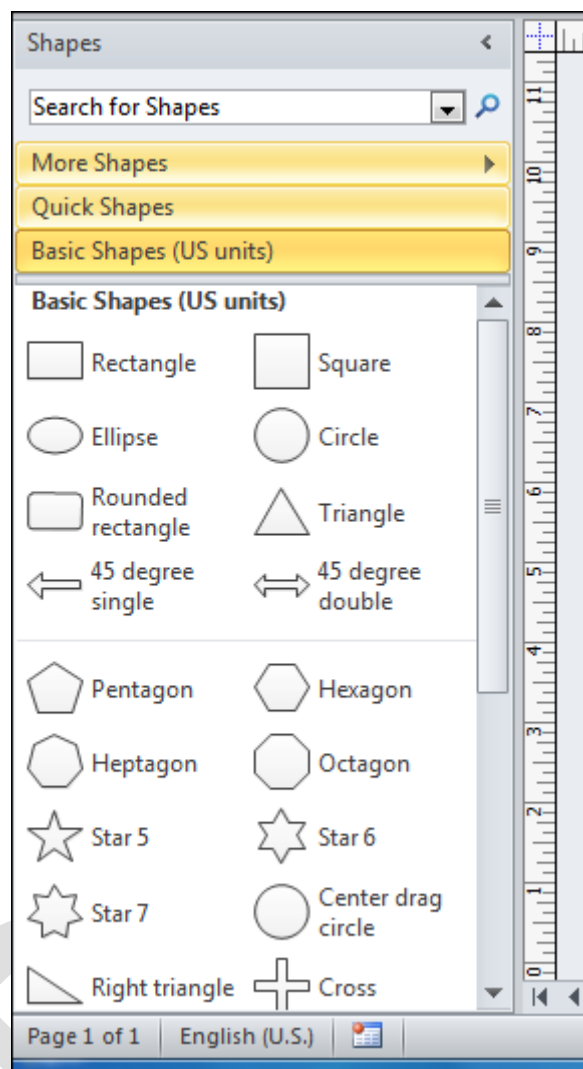 Shapes
Search for Shapes
More Shapes
Quick Shapes
Basic Shapes (US units)
Basic Shapes (US units)
Rectangle
Square
Ellipse
Circle
Rounded
rectangle
Triangle
45 degree
single
45 degree
double
Pentagon
Hexagon
Heptagon
Octagon
Star 5
Star 6
Star 7
Center drag
circle
Right triangle
Cross
11
10
9
8
7
6
5
4
3
2
1
0
Page 1 of 1
English (U.S.)